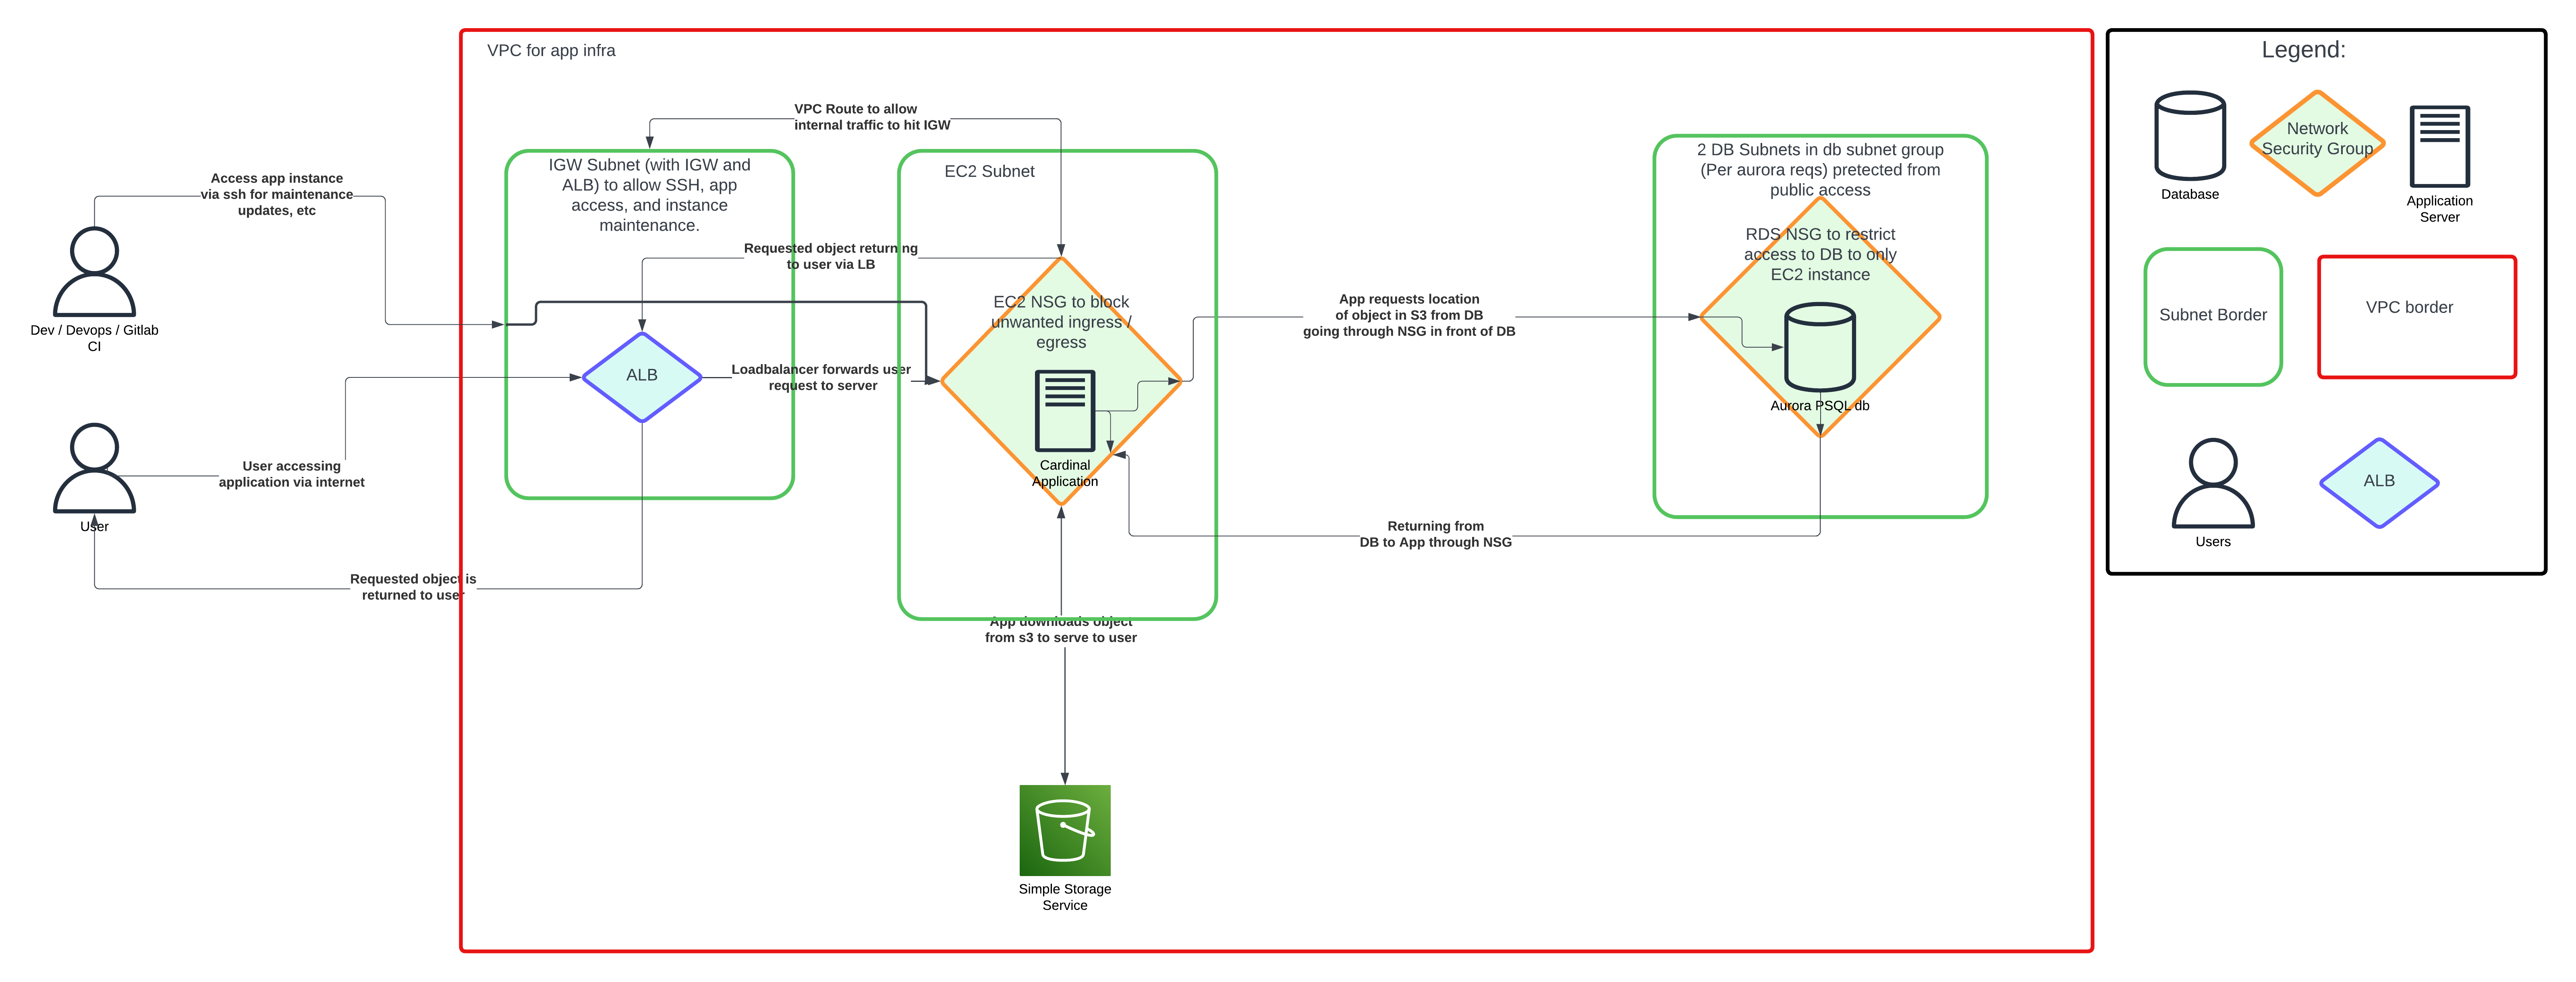 VPC for app infra
Legend:
VPC Route to allow
internal traffic to hit IGW
Access app instance
via ssh for maintenance
updates, etc
Dev / Devops / Gitlab
CI
IGW Subnet (with IGW and
ALB) to allow SSH, app
access, and instance
maintenance.
EC2 Subnet
2 DB Subnets in db subnet group
(Per aurora reqs) pretected from
public access
Requested object returning
to user via LB
RDS NSG to restrict
access to DB to only
EC2 instance
EC2 NSG to block
unwanted ingress /
egress
App requests location
of object in S3 from DB
going through NSG in front of DB
ALB
Loadbalancer forwards user
request to server
Aurora PSQL db
User accessing
application via internet
Cardinal
Application
User
Returning from
DB to App through NSG
Requested object is
returned to user
App downloads object
from s3 to serve to user
Simple Storage
Service
Database
Network
Security Group
Application
Server
Subnet Border
VPC border
Users
ALB